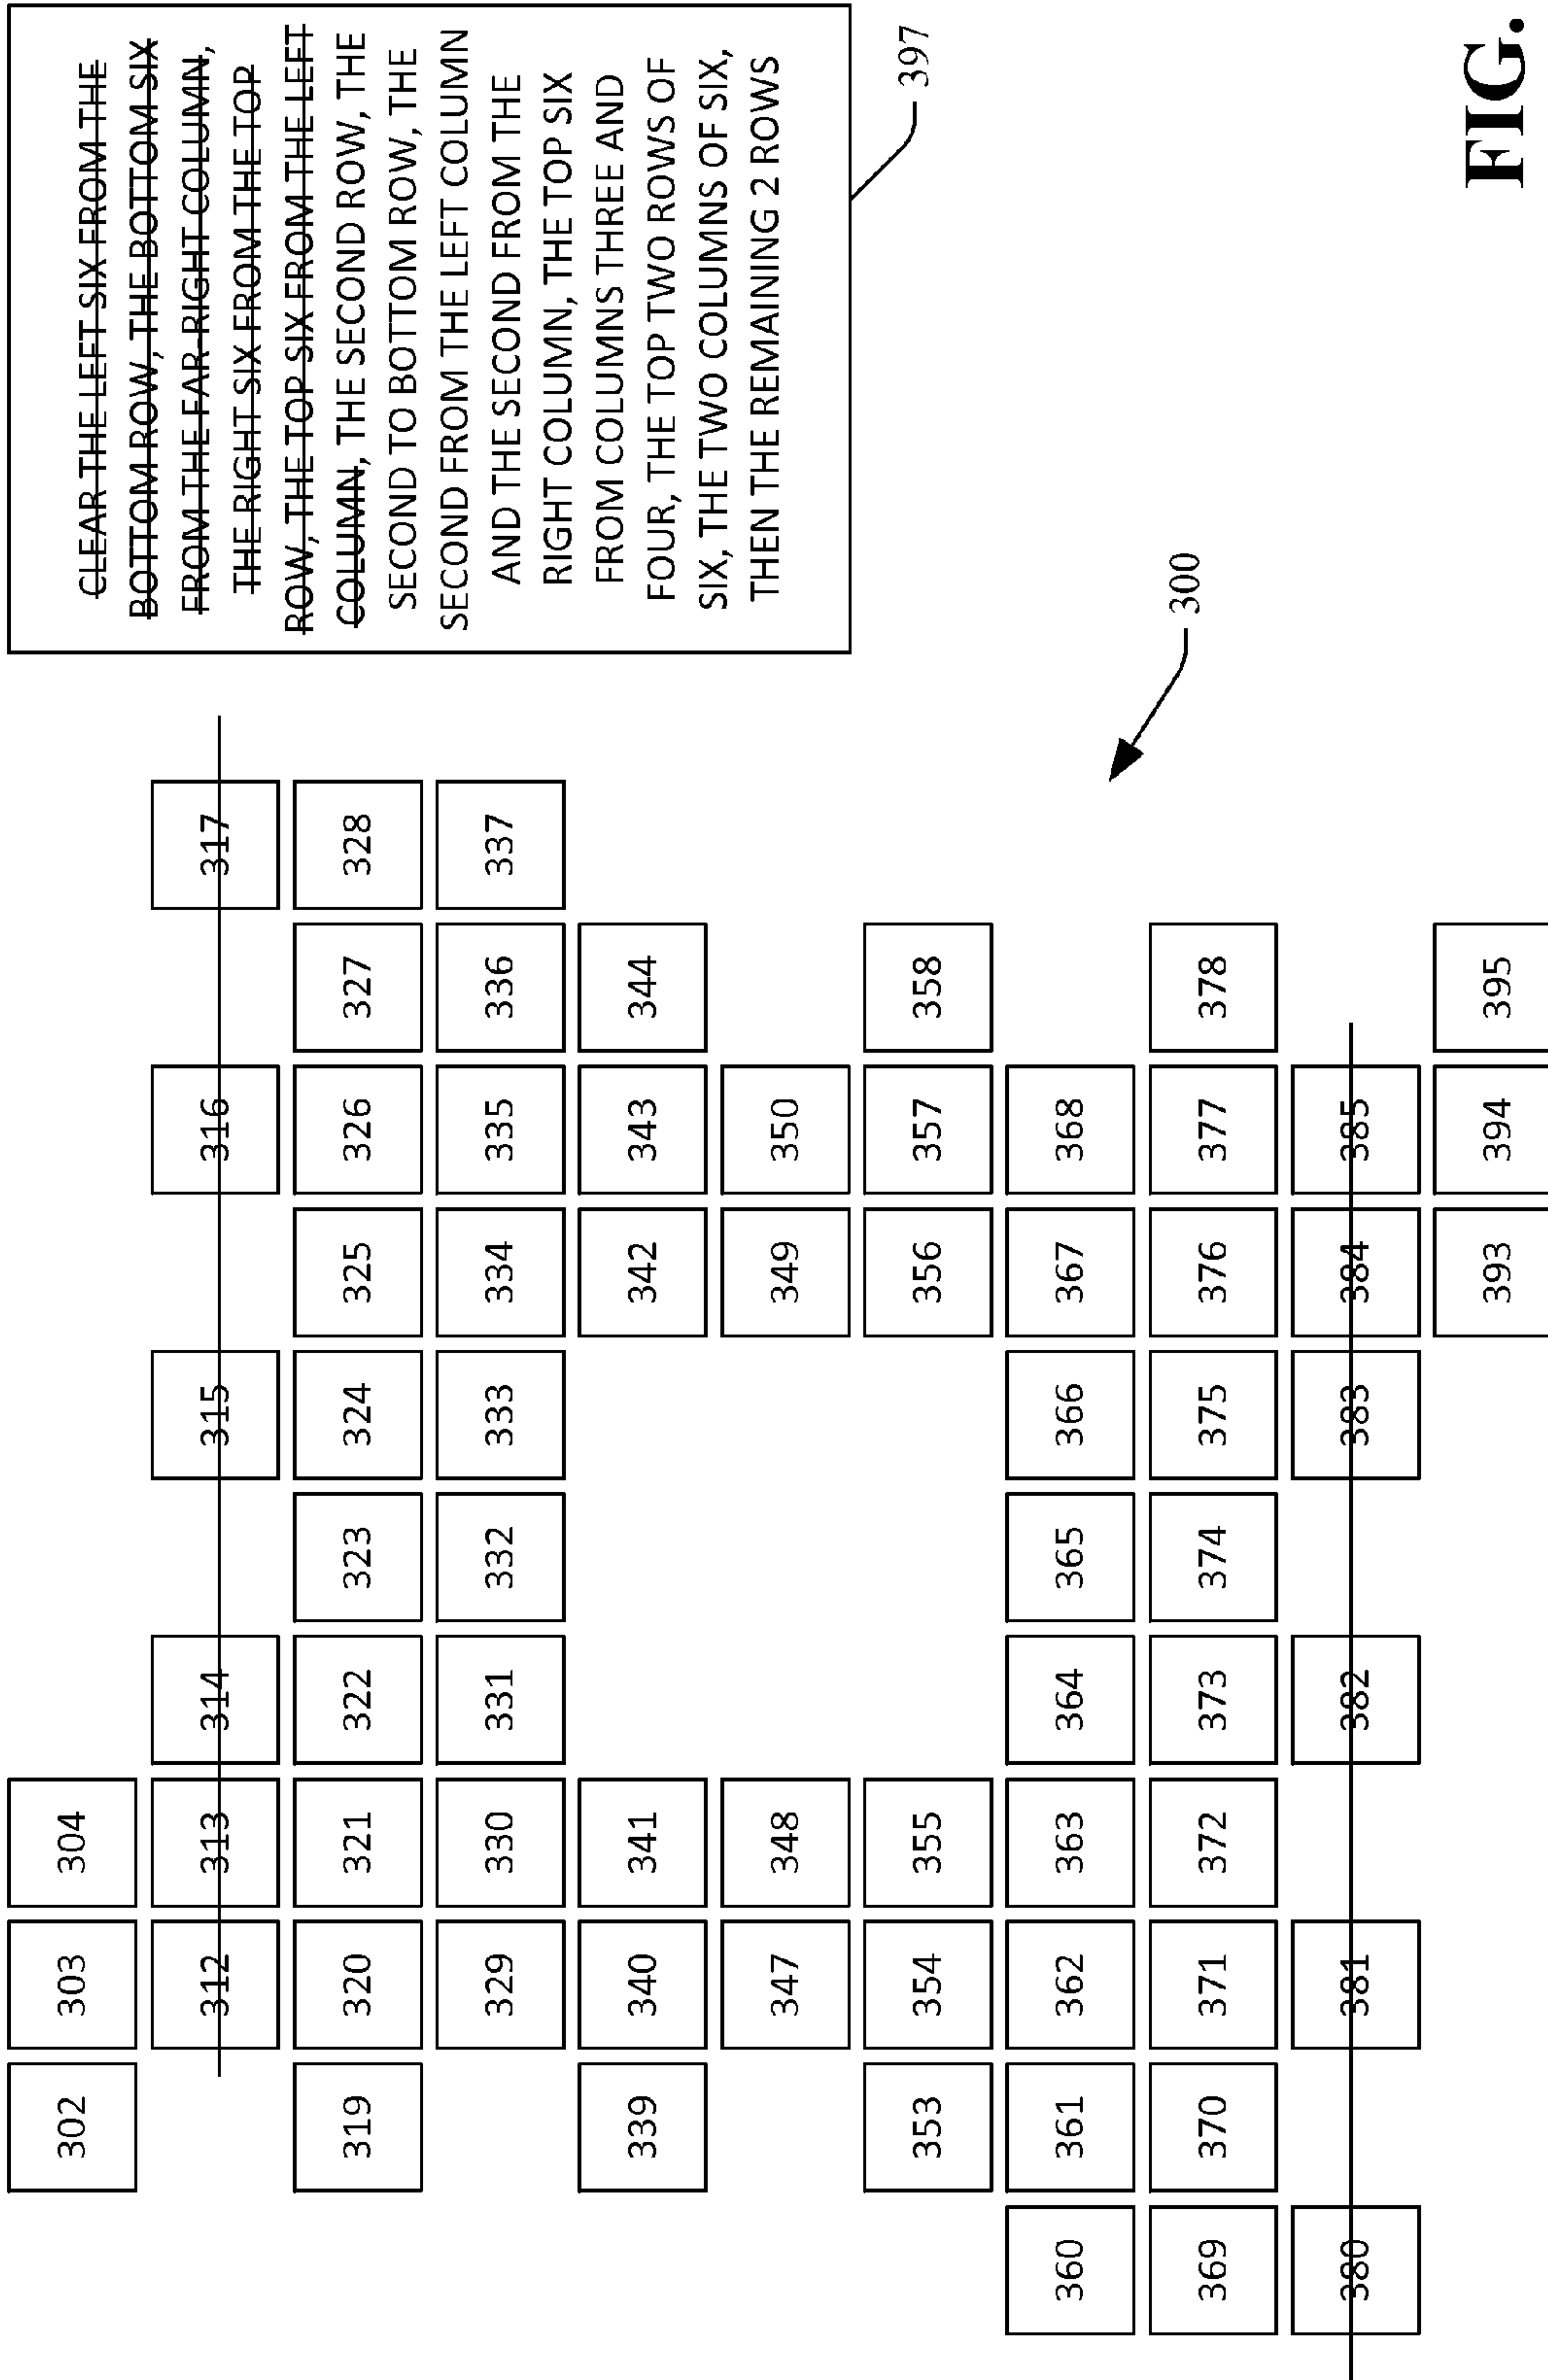 302 303 304
312 313 314 315 316 317
319 320 321 322 323 324 325 326 327 328
329 330 331 332 333 334 335 336 337
339 340 341 342 343 344
347 348 349 350
353 354 355 356 357 358
360 361 362 363 364 365 366 367 368
369 370 371 372 373 374 375 376 377 378
380 381 382 383 384 385
393 394 395
CLEAR THE LEFT SIX FROM THE
BOTTOM ROW, THE BOTTOM SIX
FROM THE FAR-RIGHT COLUMN,
THE RIGHT SIX FROM THE TOP
ROW, THE TOP SIX FROM THE LEFT
COLUMN, THE SECOND ROW, THE
SECOND TO BOTTOM ROW, THE
SECOND FROM THE LEFT COLUMN
AND THE SECOND FROM THE
RIGHT COLUMN, THE TOP SIX
FROM COLUMNS THREE AND
FOUR, THE TOP TWO ROWS OF
SIX, THE TWO COLUMNS OF SIX,
THEN THE REMAINING 2 ROWS
397
300
FIG.